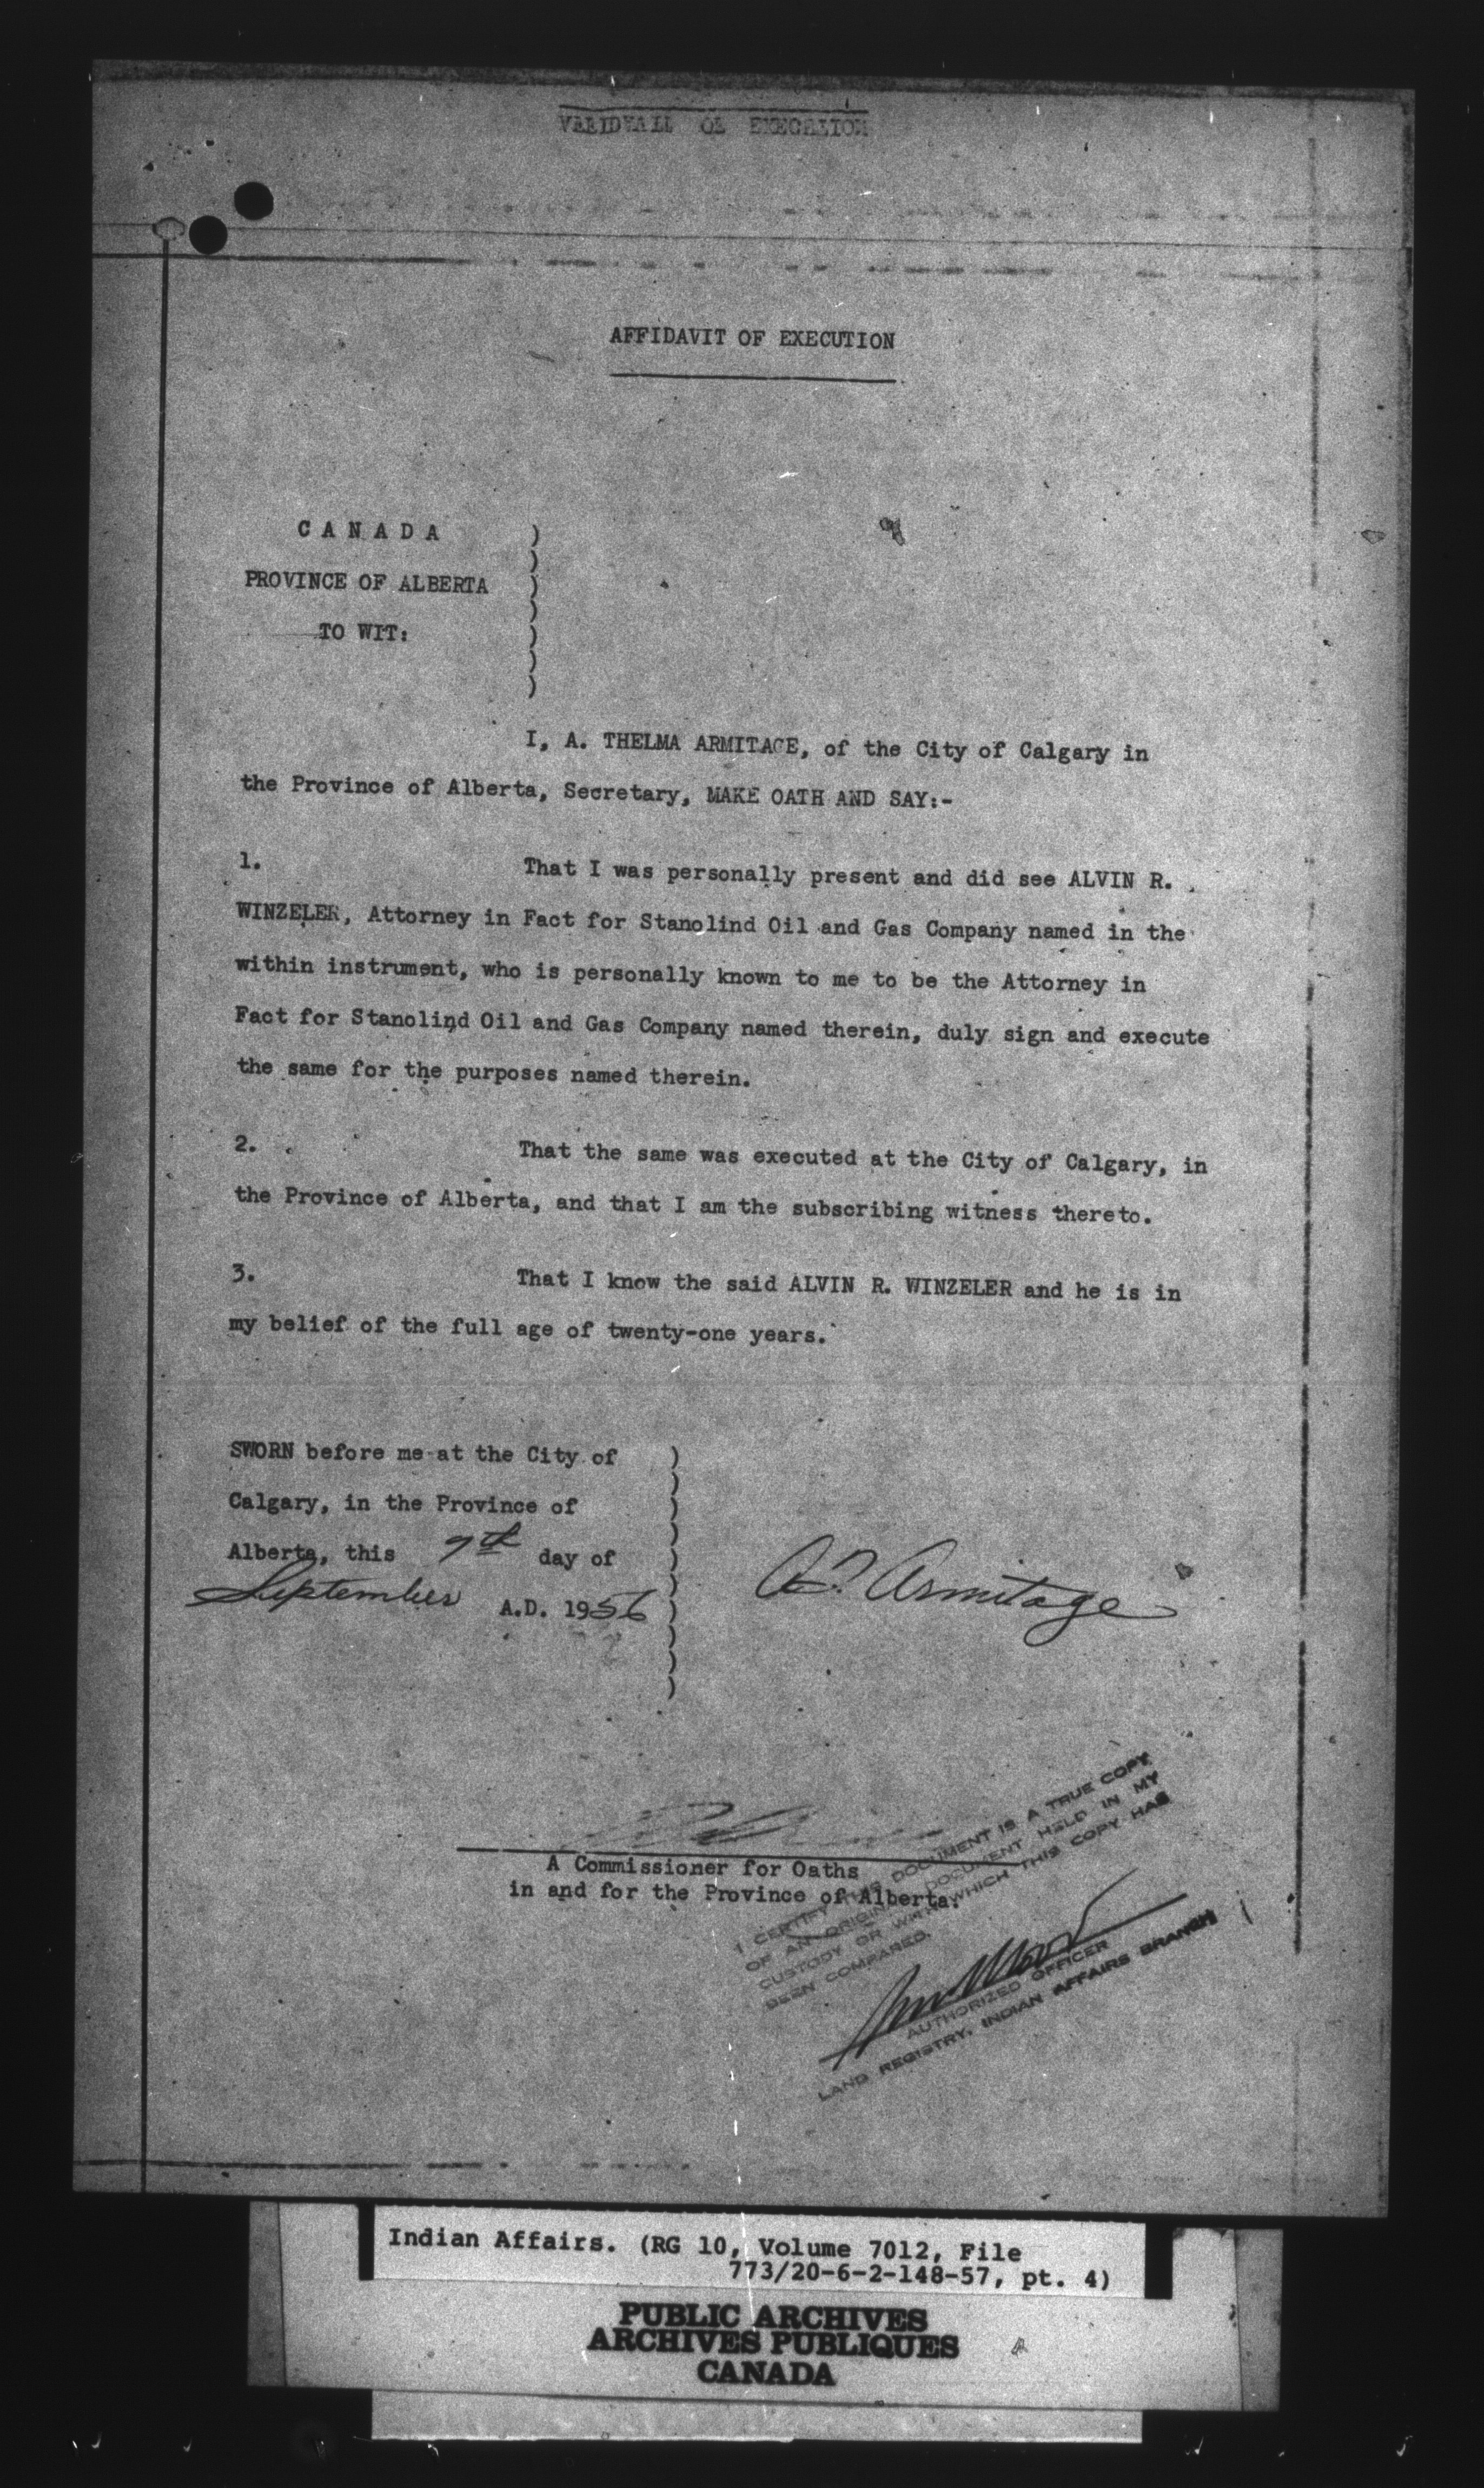 AFFIDAVIT OF EXECUTION
C A N A D A )
)
PROVINCE OF ALBERTA )
)
TO WIT: )
)
)
I, A. THELMA ARMITAGE, of the City of Calgary in
the Province of Alberta, Secretary, MAKE OATH AND SAY:-
1. That I was personally present and did see ALVIN R.
WINZELER, Attorney in Fact for Stanolind Oil and Gas Company named in the
within instrument, who is personally known to me to be the Attorney in
Fact for Stanolind Oil and Gas Company named therein, duly sign and execute
the same for the purposes named therein.
2. That the same was executed at the City of Calgary, in
the Province of Alberta, and that I am the subscribing witness thereto.
3. That I know the said ALVIN R. WINZELER and he is in
my belief of the full age of twenty-one years.
SWORN before me at the City of )
Calgary, in the Province of )
Alberta, this 7th day of )
September A.D. 1956 )
Armitage
A Commissioner for Oaths
in and for the Province of Alberta.
I CERTIFY THIS DOCUMENT IS A TRUE COPY
OF AN ORIGINAL DOCUMENT HELD IN MY
CUSTODY OR WITH WHICH THIS COPY HAS
BEEN COMPARED.
AUTHORIZED OFFICER
LAND REGISTRY, INDIAN AFFAIRS BRANCH
Indian Affairs. (RG 10, Volume 7012, File
773/20-6-2-148-57, pt. 4)
PUBLIC ARCHIVES
ARCHIVES PUBLIQUES
CANADA